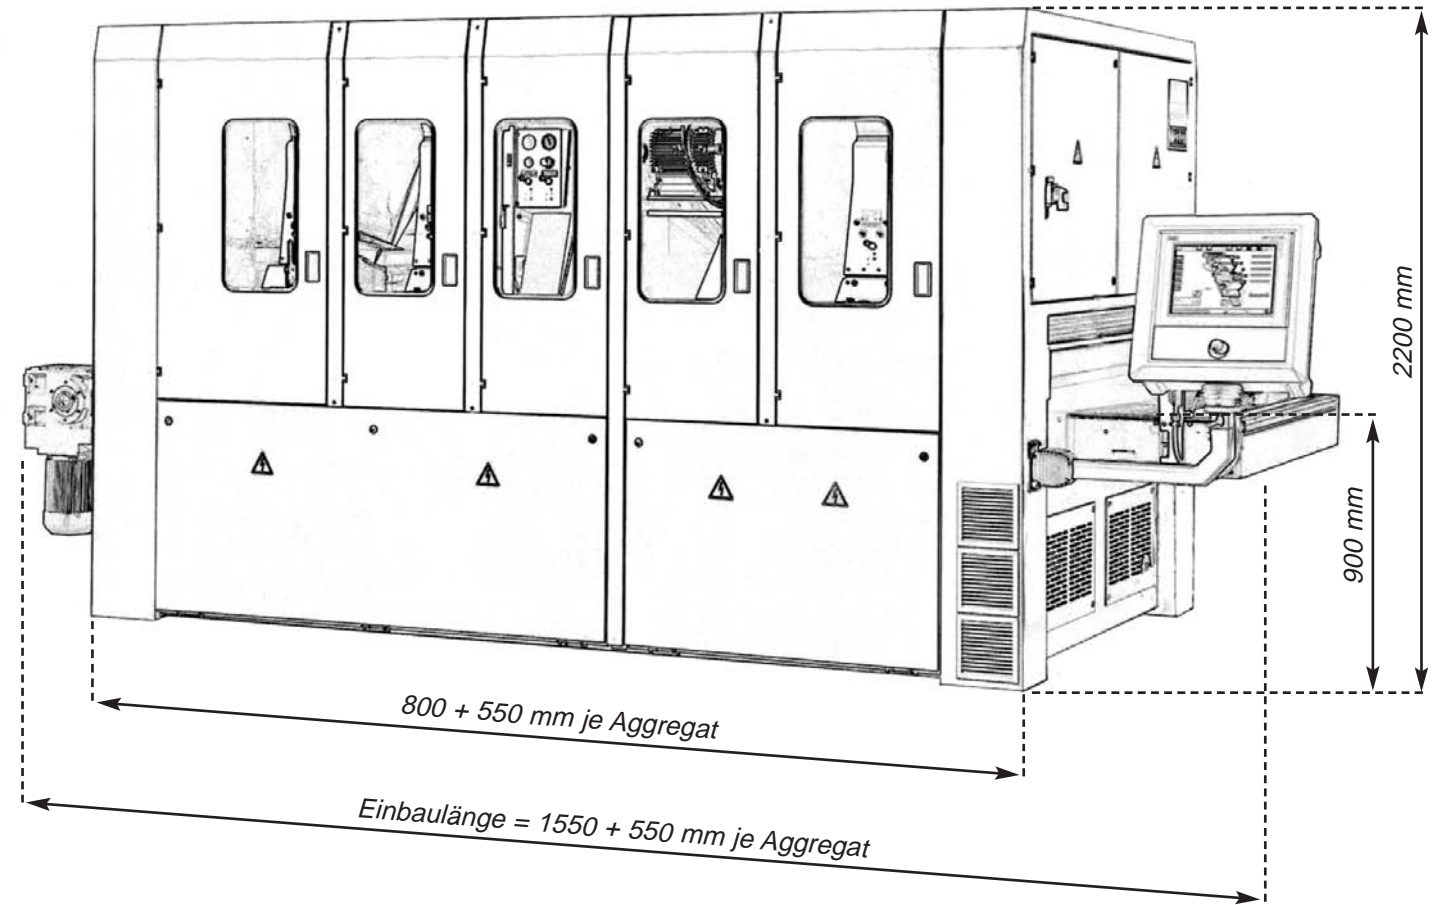 2200 mm
900 mm
800 + 550 mm je Aggregat
Einbaulänge = 1550 + 550 mm je Aggregat